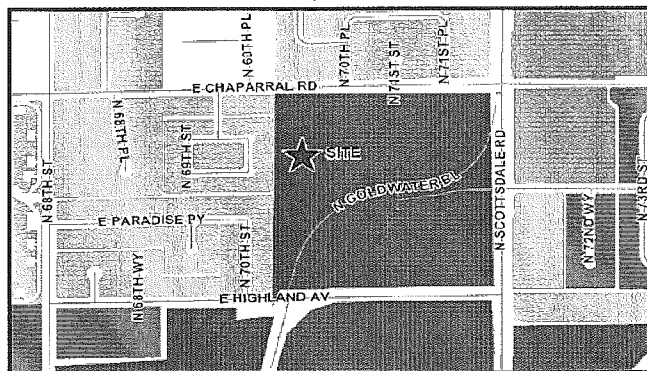 N 69TH PL
N 70TH PL
N 71ST ST
N 71ST PL
E CHAPARRAL RD
N 68TH PL
N 69TH ST
SITE
N 68TH ST
N GOLDWATER BL
N SCOTTSDALE RD
N 72ND WY
N 73RD ST
E PARADISE PY
N 70TH ST
N 68TH WY
E HIGHLAND AV